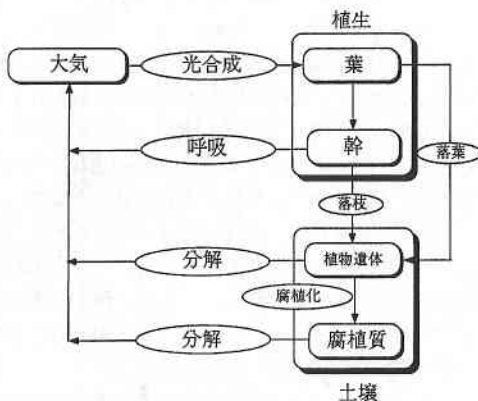 植生
大気
光合成
葉
呼吸
幹
落葉
落枝
分解
植物遺体
腐植化
分解
腐植質
土壌